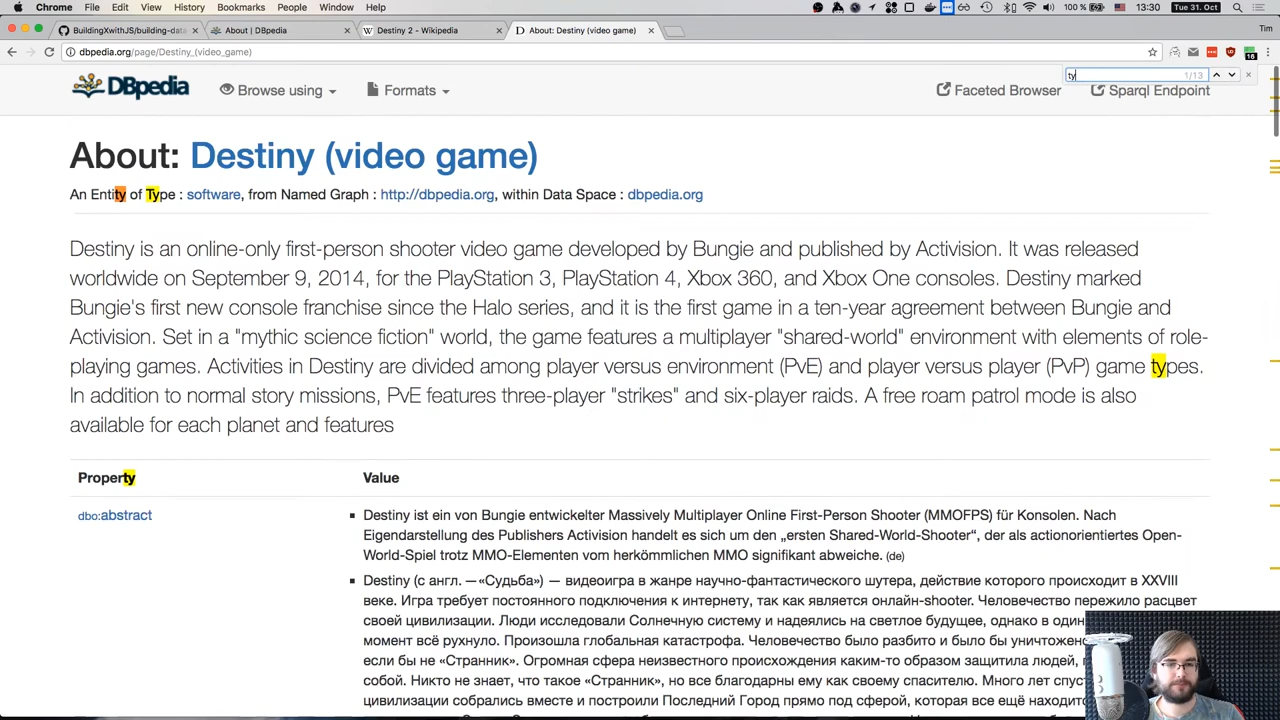 Chrome File Edit View History Bookmarks People Window Help 100 % Tue 31. Oct 13:30
BuildingXwithJS/building-data × About | DBpedia × Destiny 2 - Wikipedia × About: Destiny (video game) × Tim
dbpedia.org/page/Destiny_(video_game)
ty 1/13
DBpedia Browse using Formats Faceted Browser Sparql Endpoint
About: Destiny (video game)
An Entity of Type : software, from Named Graph : http://dbpedia.org, within Data Space : dbpedia.org
Destiny is an online-only first-person shooter video game developed by Bungie and published by Activision. It was released
worldwide on September 9, 2014, for the PlayStation 3, PlayStation 4, Xbox 360, and Xbox One consoles. Destiny marked
Bungie's first new console franchise since the Halo series, and it is the first game in a ten-year agreement between Bungie and
Activision. Set in a "mythic science fiction" world, the game features a multiplayer "shared-world" environment with elements of role-
playing games. Activities in Destiny are divided among player versus environment (PvE) and player versus player (PvP) game types.
In addition to normal story missions, PvE features three-player "strikes" and six-player raids. A free roam patrol mode is also
available for each planet and features
Property Value
dbo:abstract ▪ Destiny ist ein von Bungie entwickelter Massively Multiplayer Online First-Person Shooter (MMOFPS) für Konsolen. Nach
Eigendarstellung des Publishers Activision handelt es sich um den „ersten Shared-World-Shooter“, der als actionorientiertes Open-
World-Spiel trotz MMO-Elementen vom herkömmlichen MMO signifikant abweiche. (de)
▪ Destiny (с англ. —«Судьба») — видеоигра в жанре научно-фантастического шутера, действие которого происходит в XXVIII
веке. Игра требует постоянного подключения к интернету, так как является онлайн-shooter. Человечество пережило расцвет
своей цивилизации. Люди исследовали Солнечную систему и надеялись на светлое будущее, однако в один
момент всё рухнуло. Произошла глобальная катастрофа. Человечество было разбито и было бы уничтожено
если бы не «Странник». Огромная сфера неизвестного происхождения каким-то образом защитила людей,
собой. Никто не знает, что такое «Странник», но все благодарны ему как своему спасителю. Много лет
цивилизации собрались вместе и построили Последний Город прямо под сферой, которая все ещё